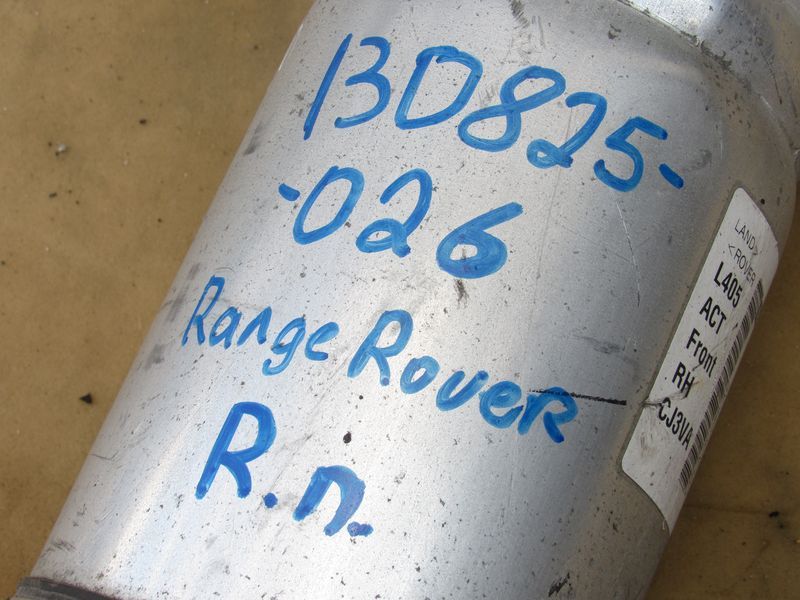 13D825-
-026
Range Rover
R.п.
LAND
ROVER
L405
ACT
Front
RH
CJ3VA